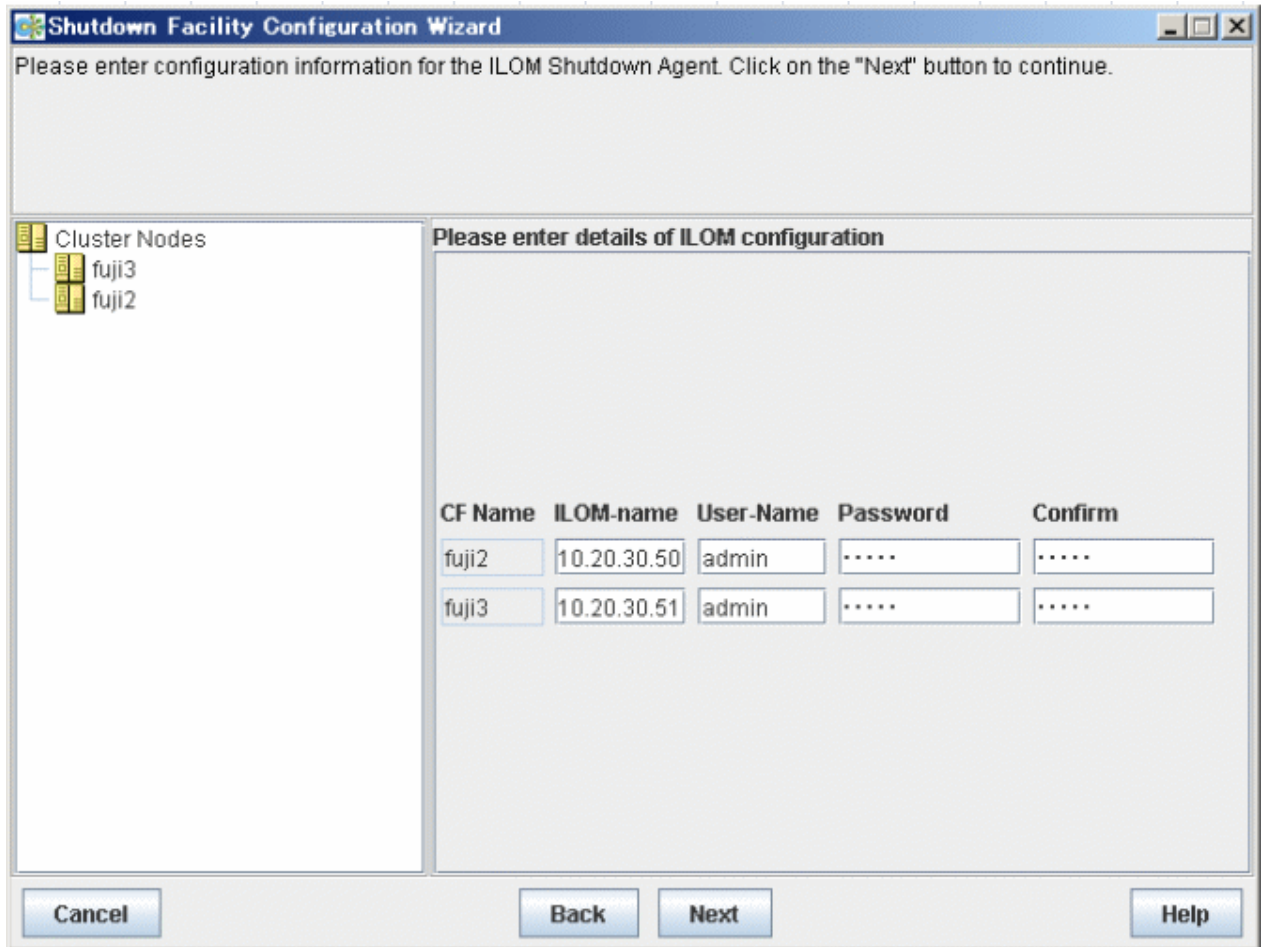 Shutdown Facility Configuration Wizard
Please enter configuration information for the ILOM Shutdown Agent. Click on the "Next" button to continue.
Cluster Nodes
fuji3
fuji2
Please enter details of ILOM configuration
CF Name ILOM-name User-Name Password Confirm
fuji2 10.20.30.50 admin ••••• •••••
fuji3 10.20.30.51 admin ••••• •••••
Cancel Back Next Help